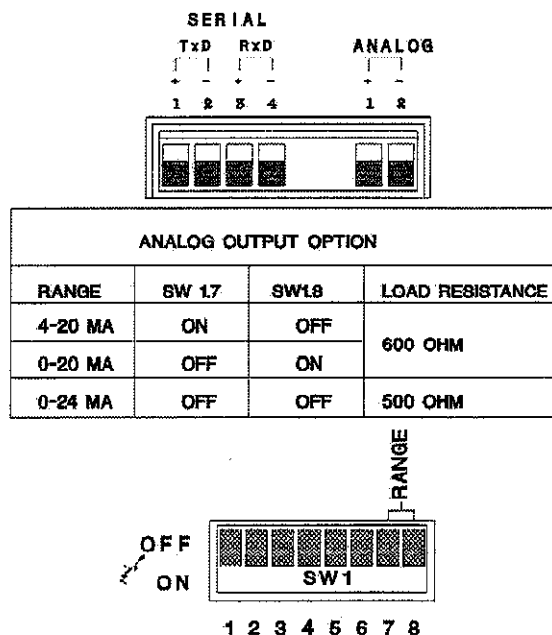 SERIAL
TxD RxD ANALOG
+ - + - + -
1 2 3 4 1 2
ANALOG OUTPUT OPTION
RANGE SW 1.7 SW1.8 LOAD RESISTANCE
4-20 MA ON OFF 600 OHM
0-20 MA OFF ON
0-24 MA OFF OFF 500 OHM
RANGE
OFF
ON SW1
1 2 3 4 5 6 7 8